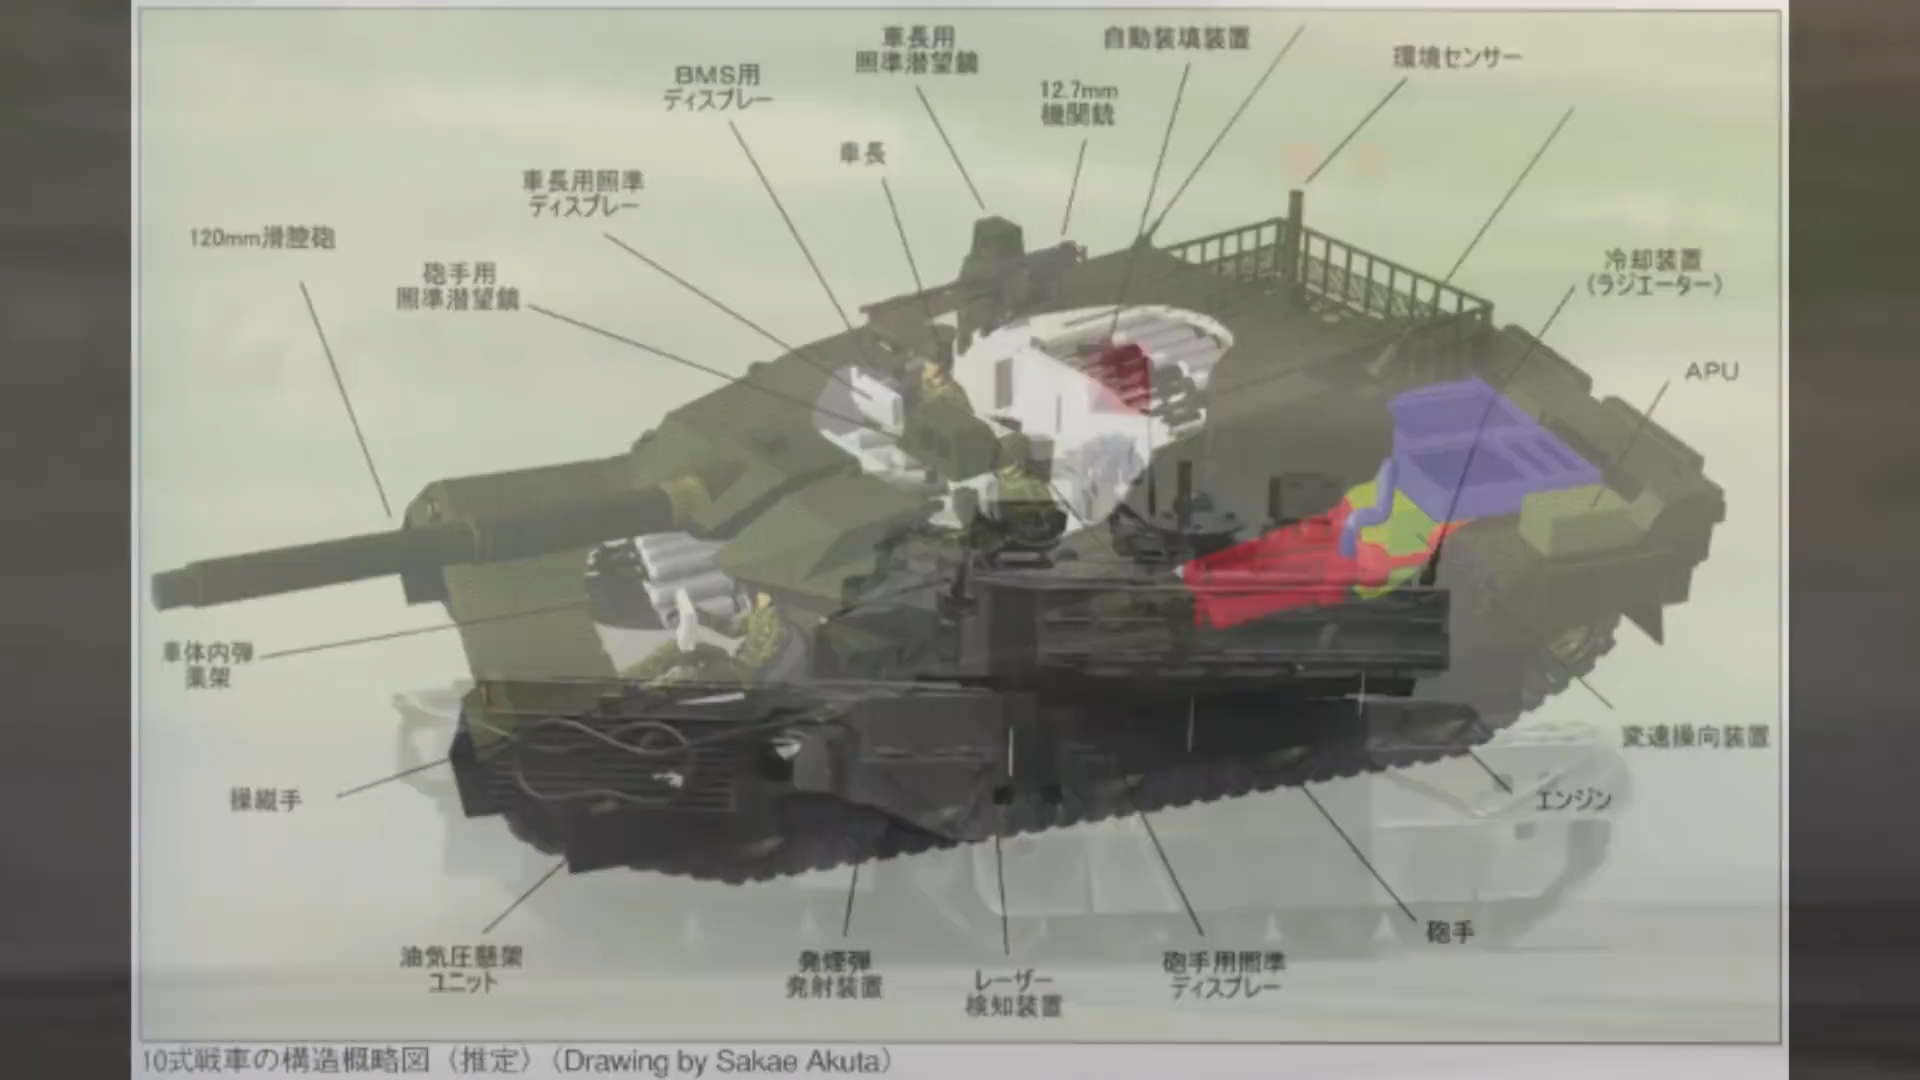 車長用
照準潜望鏡
自動装填装置
環境センサー
BMS用
ディスプレー
12.7mm
機関銃
車長
車長用照準
ディスプレー
120mm滑腔砲
砲手用
照準潜望鏡
冷却装置
(ラジエーター)
APU
車体内弾
薬架
変速操向装置
操縦手
エンジン
砲手
油気圧懸架
ユニット
発煙弾
発射装置
レーザー
検知装置
砲手用照準
ディスプレー
10式戦車の構造概略図〈推定〉(Drawing by Sakae Akuta)